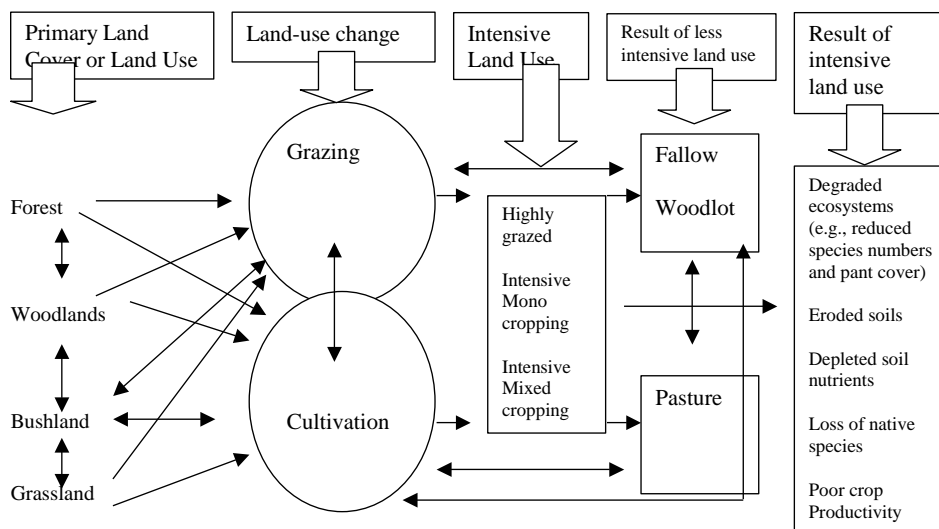 Primary Land
Cover or Land Use
Land-use change
Intensive
Land Use
Result of less
intensive land use
Result of
intensive
land use
Grazing
Cultivation
Forest
Woodlands
Bushland
Grassland
Highly
grazed
Intensive
Mono
cropping
Intensive
Mixed
cropping
Fallow
Woodlot
Pasture
Degraded
ecosystems
(e.g., reduced
species numbers
and pant cover)
Eroded soils
Depleted soil
nutrients
Loss of native
species
Poor crop
Productivity